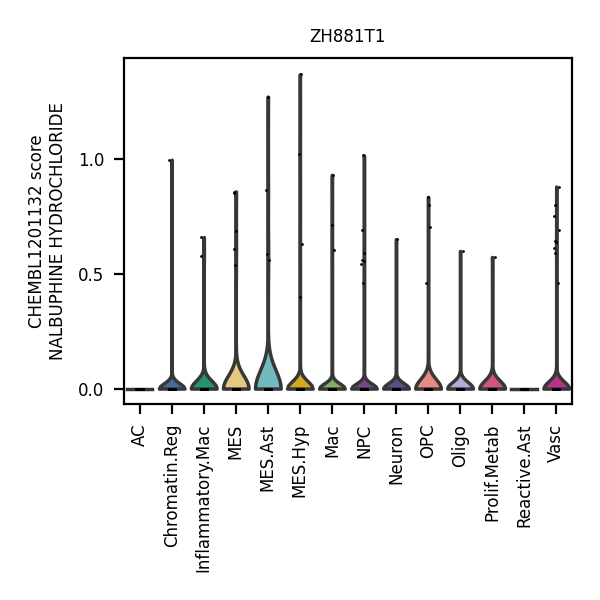 ZH881T1
CHEMBL1201132 score
NALBUPHINE HYDROCHLORIDE
1.0
0.5
0.0
AC
Chromatin.Reg
Inflammatory.Mac
MES
MES.Ast
MES.Hyp
Mac
NPC
Neuron
OPC
Oligo
Prolif.Metab
Reactive.Ast
Vasc